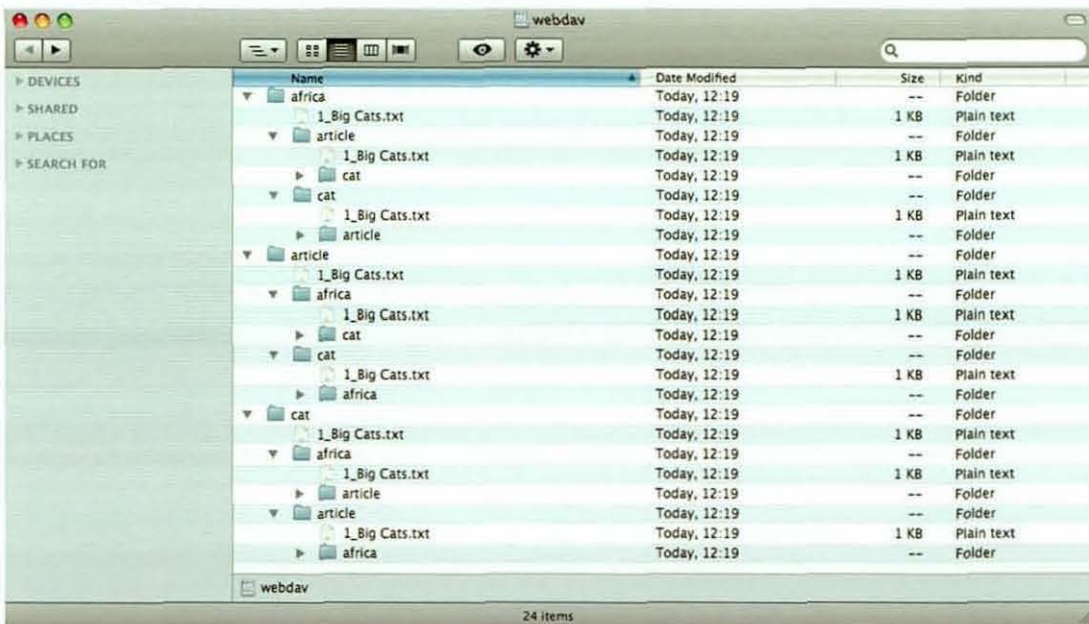 webdav
DEVICES
SHARED
PLACES
SEARCH FOR
Name Date Modified Size Kind
africa Today, 12:19 -- Folder
1_Big Cats.txt Today, 12:19 1 KB Plain text
article Today, 12:19 -- Folder
1_Big Cats.txt Today, 12:19 1 KB Plain text
cat Today, 12:19 -- Folder
cat Today, 12:19 -- Folder
1_Big Cats.txt Today, 12:19 1 KB Plain text
article Today, 12:19 -- Folder
article Today, 12:19 -- Folder
1_Big Cats.txt Today, 12:19 1 KB Plain text
africa Today, 12:19 -- Folder
1_Big Cats.txt Today, 12:19 1 KB Plain text
cat Today, 12:19 -- Folder
cat Today, 12:19 -- Folder
1_Big Cats.txt Today, 12:19 1 KB Plain text
africa Today, 12:19 -- Folder
cat Today, 12:19 -- Folder
1_Big Cats.txt Today, 12:19 1 KB Plain text
africa Today, 12:19 -- Folder
1_Big Cats.txt Today, 12:19 1 KB Plain text
article Today, 12:19 -- Folder
article Today, 12:19 -- Folder
1_Big Cats.txt Today, 12:19 1 KB Plain text
africa Today, 12:19 -- Folder
webdav
24 items